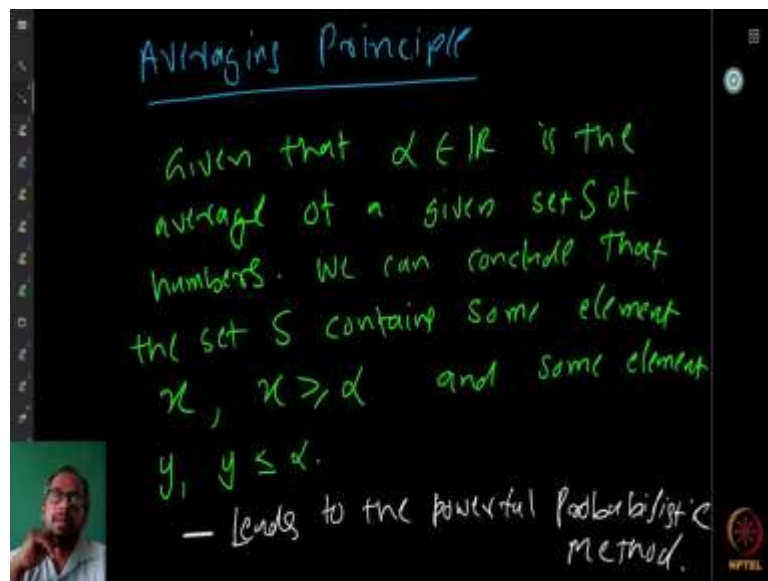 Averaging Principle
Given that α ∈ ℝ is the
average of a given set S of
numbers. We can conclude that
the set S contains some element
x, x ≥ α and some element
y, y ≤ α.
— Leads to the powerful Probabilistic
Method.
NPTEL